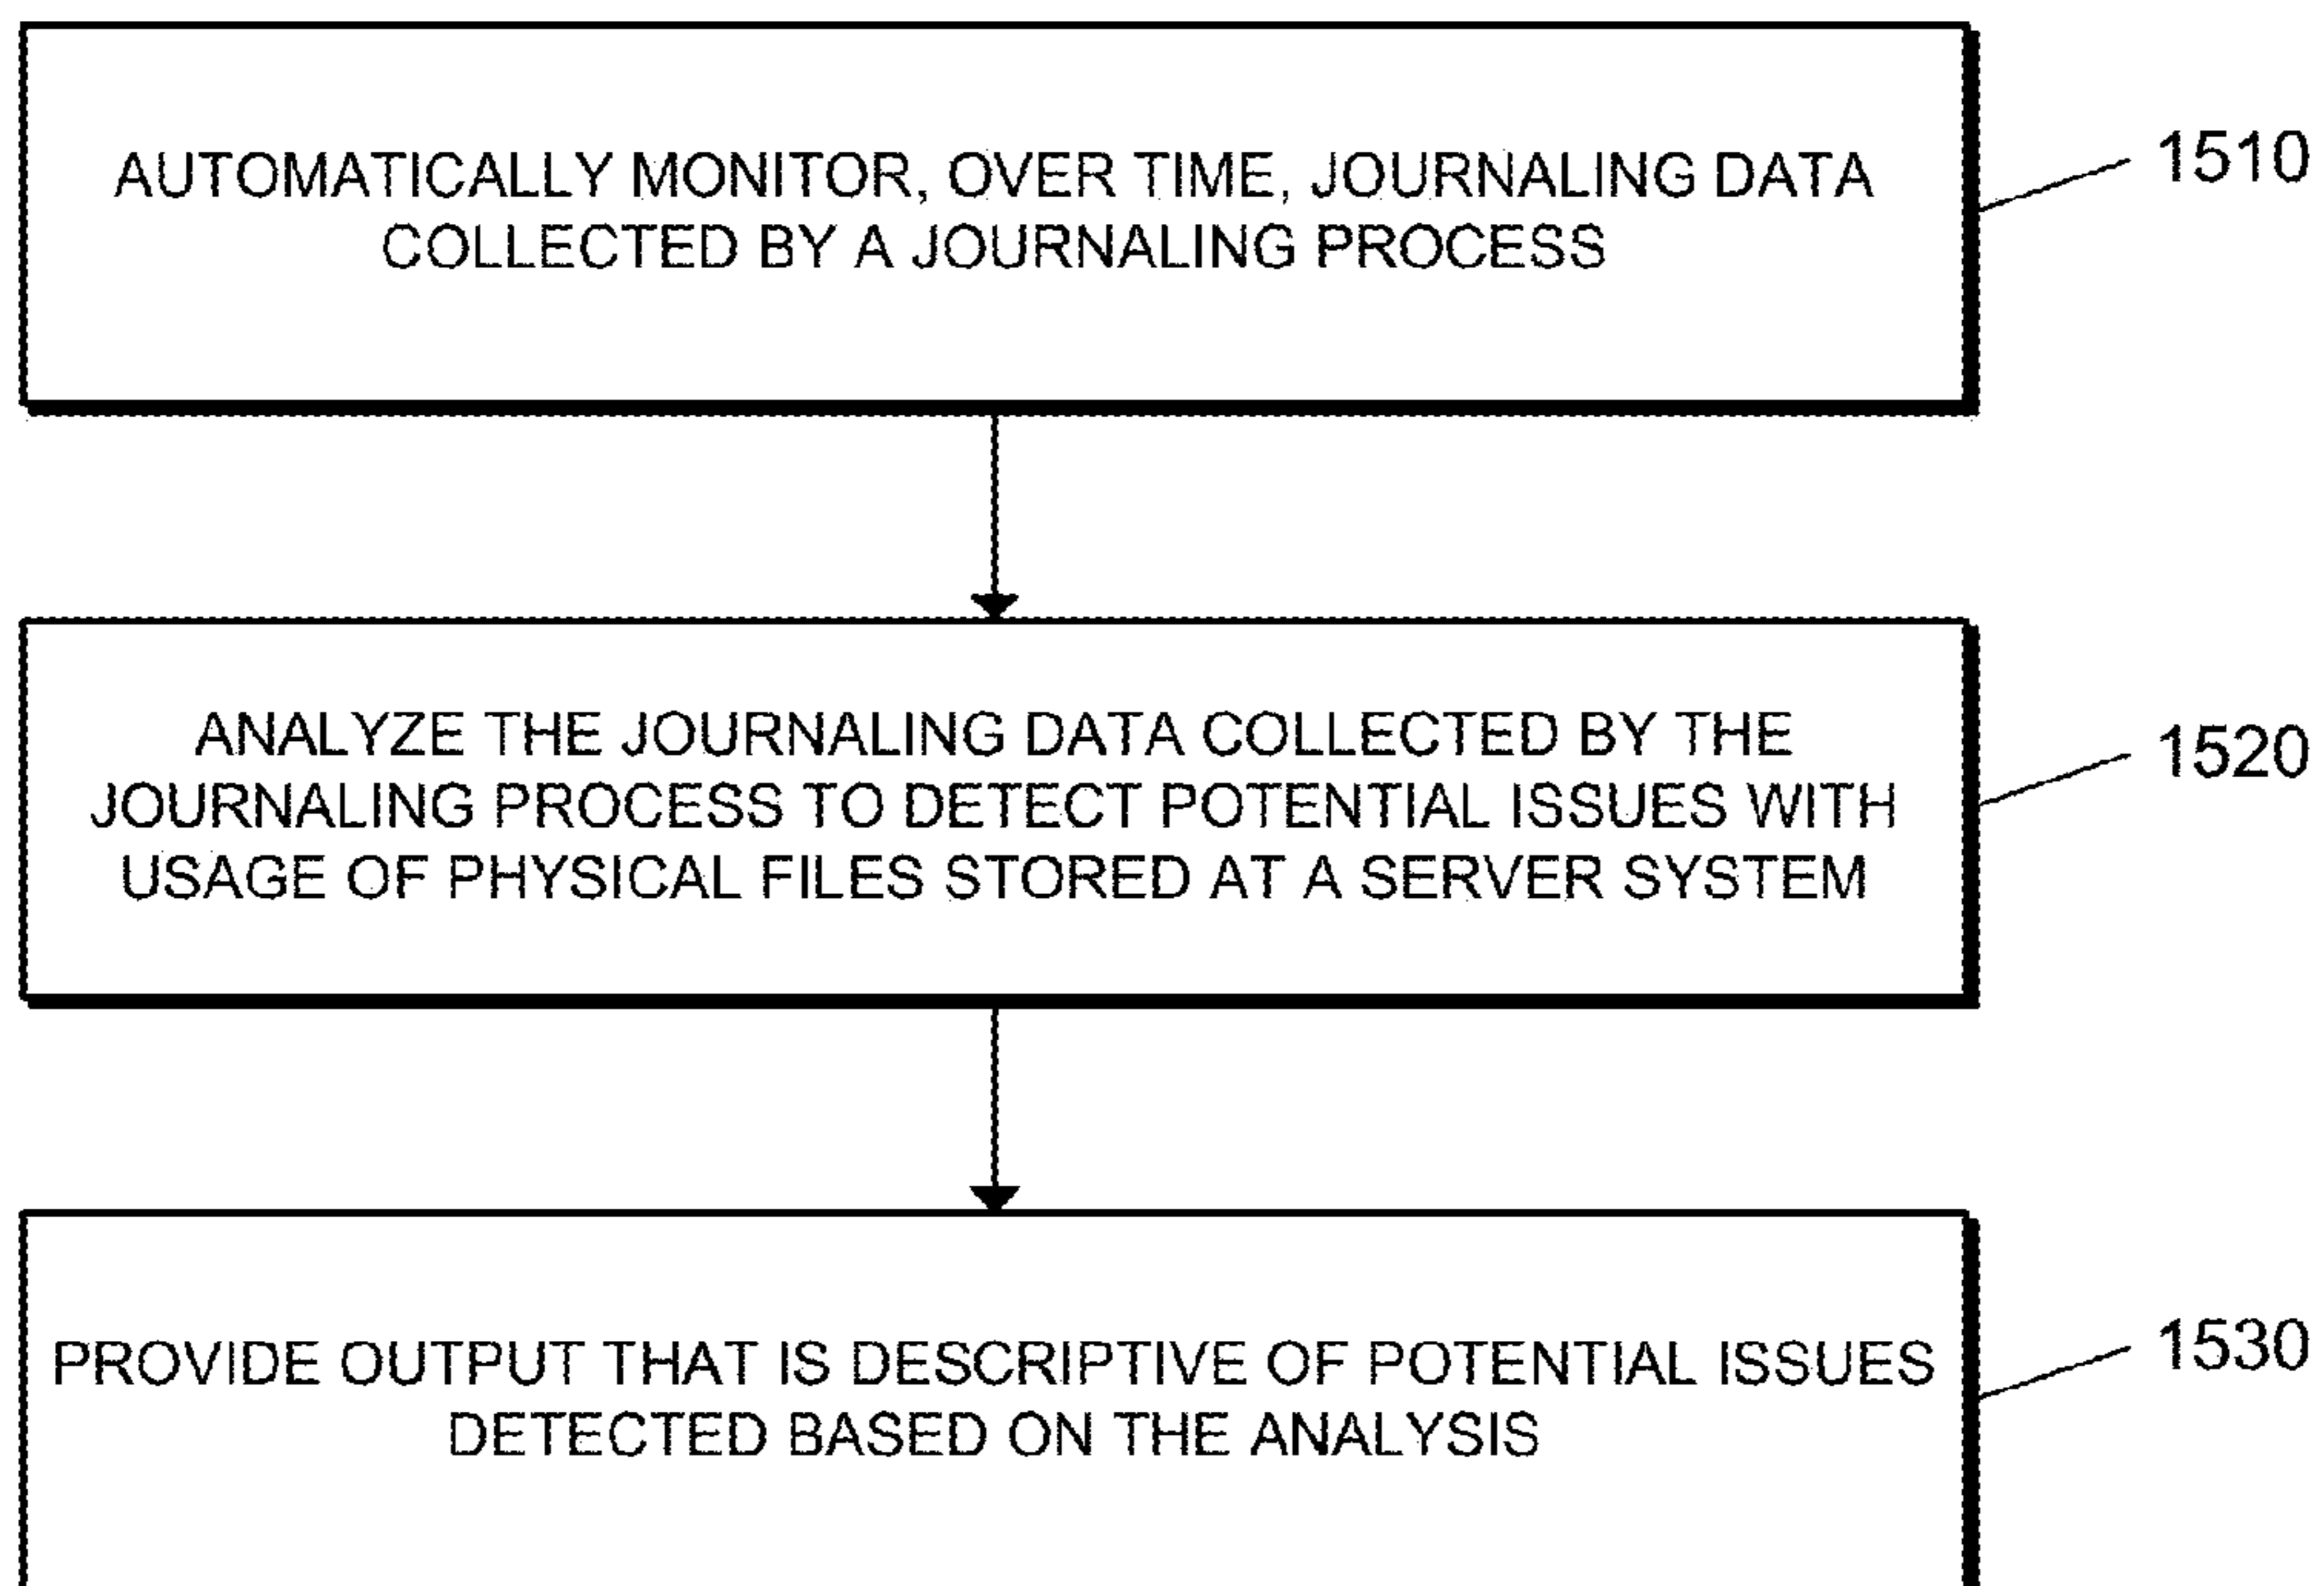 AUTOMATICALLY MONITOR, OVER TIME, JOURNALING DATA
COLLECTED BY A JOURNALING PROCESS
1510
ANALYZE THE JOURNALING DATA COLLECTED BY THE
JOURNALING PROCESS TO DETECT POTENTIAL ISSUES WITH
USAGE OF PHYSICAL FILES STORED AT A SERVER SYSTEM
1520
PROVIDE OUTPUT THAT IS DESCRIPTIVE OF POTENTIAL ISSUES
DETECTED BASED ON THE ANALYSIS
1530